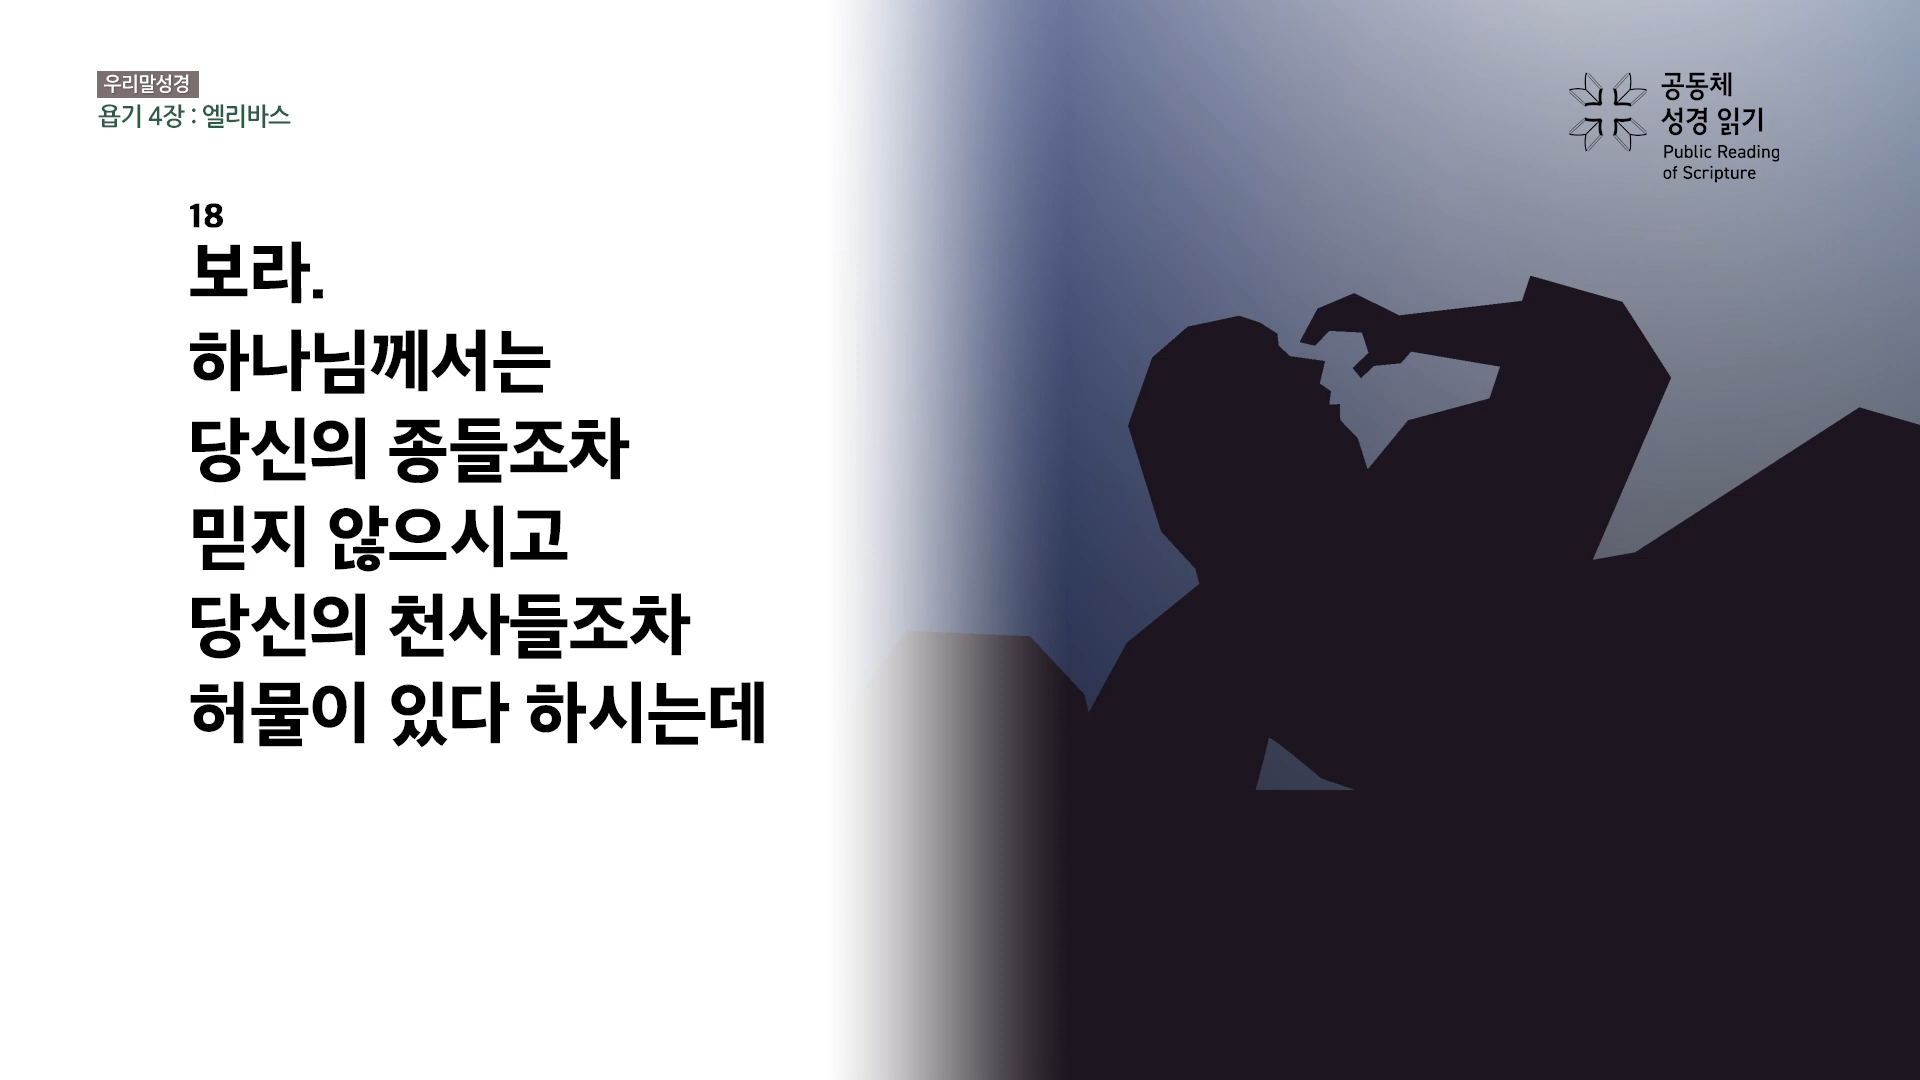 우리말성경
욥기 4장 : 엘리바스
18
보라.
하나님께서는
당신의 종들조차
믿지 않으시고
당신의 천사들조차
허물이 있다 하시는데
공동체
성경 읽기
Public Reading
of Scripture